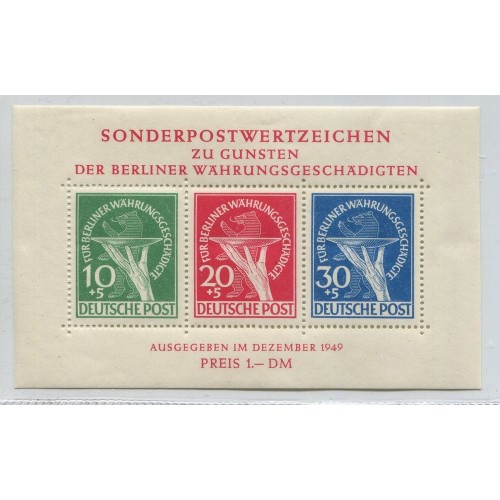 SONDERPOSTWERTZEICHEN
ZU GUNSTEN
DER BERLINER WÄHRUNGSGESCHÄDIGTEN
FÜR BERLINER WÄHRUNGSGESCHÄDIGTE
10
+5
DEUTSCHE POST
FÜR BERLINER WÄHRUNGSGESCHÄDIGTE
20
+5
DEUTSCHE POST
FÜR BERLINER WÄHRUNGSGESCHÄDIGTE
30
+5
DEUTSCHE POST
AUSGEGEBEN IM DEZEMBER 1949
PREIS 1.– DM